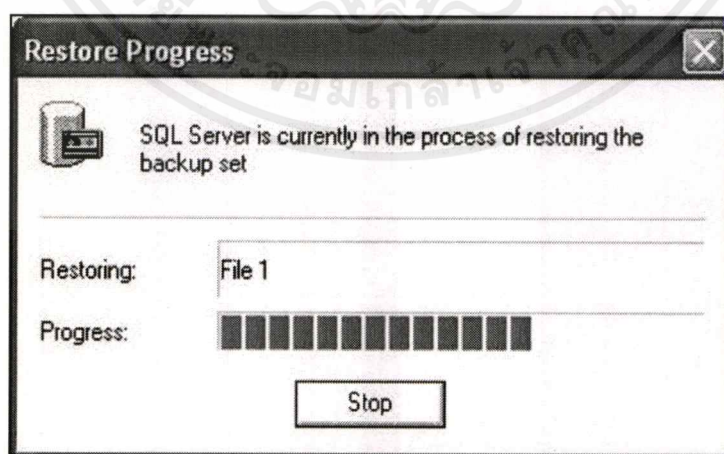 Restore Progress
SQL Server is currently in the process of restoring the
backup set
Restoring:
File 1
Progress:
Stop